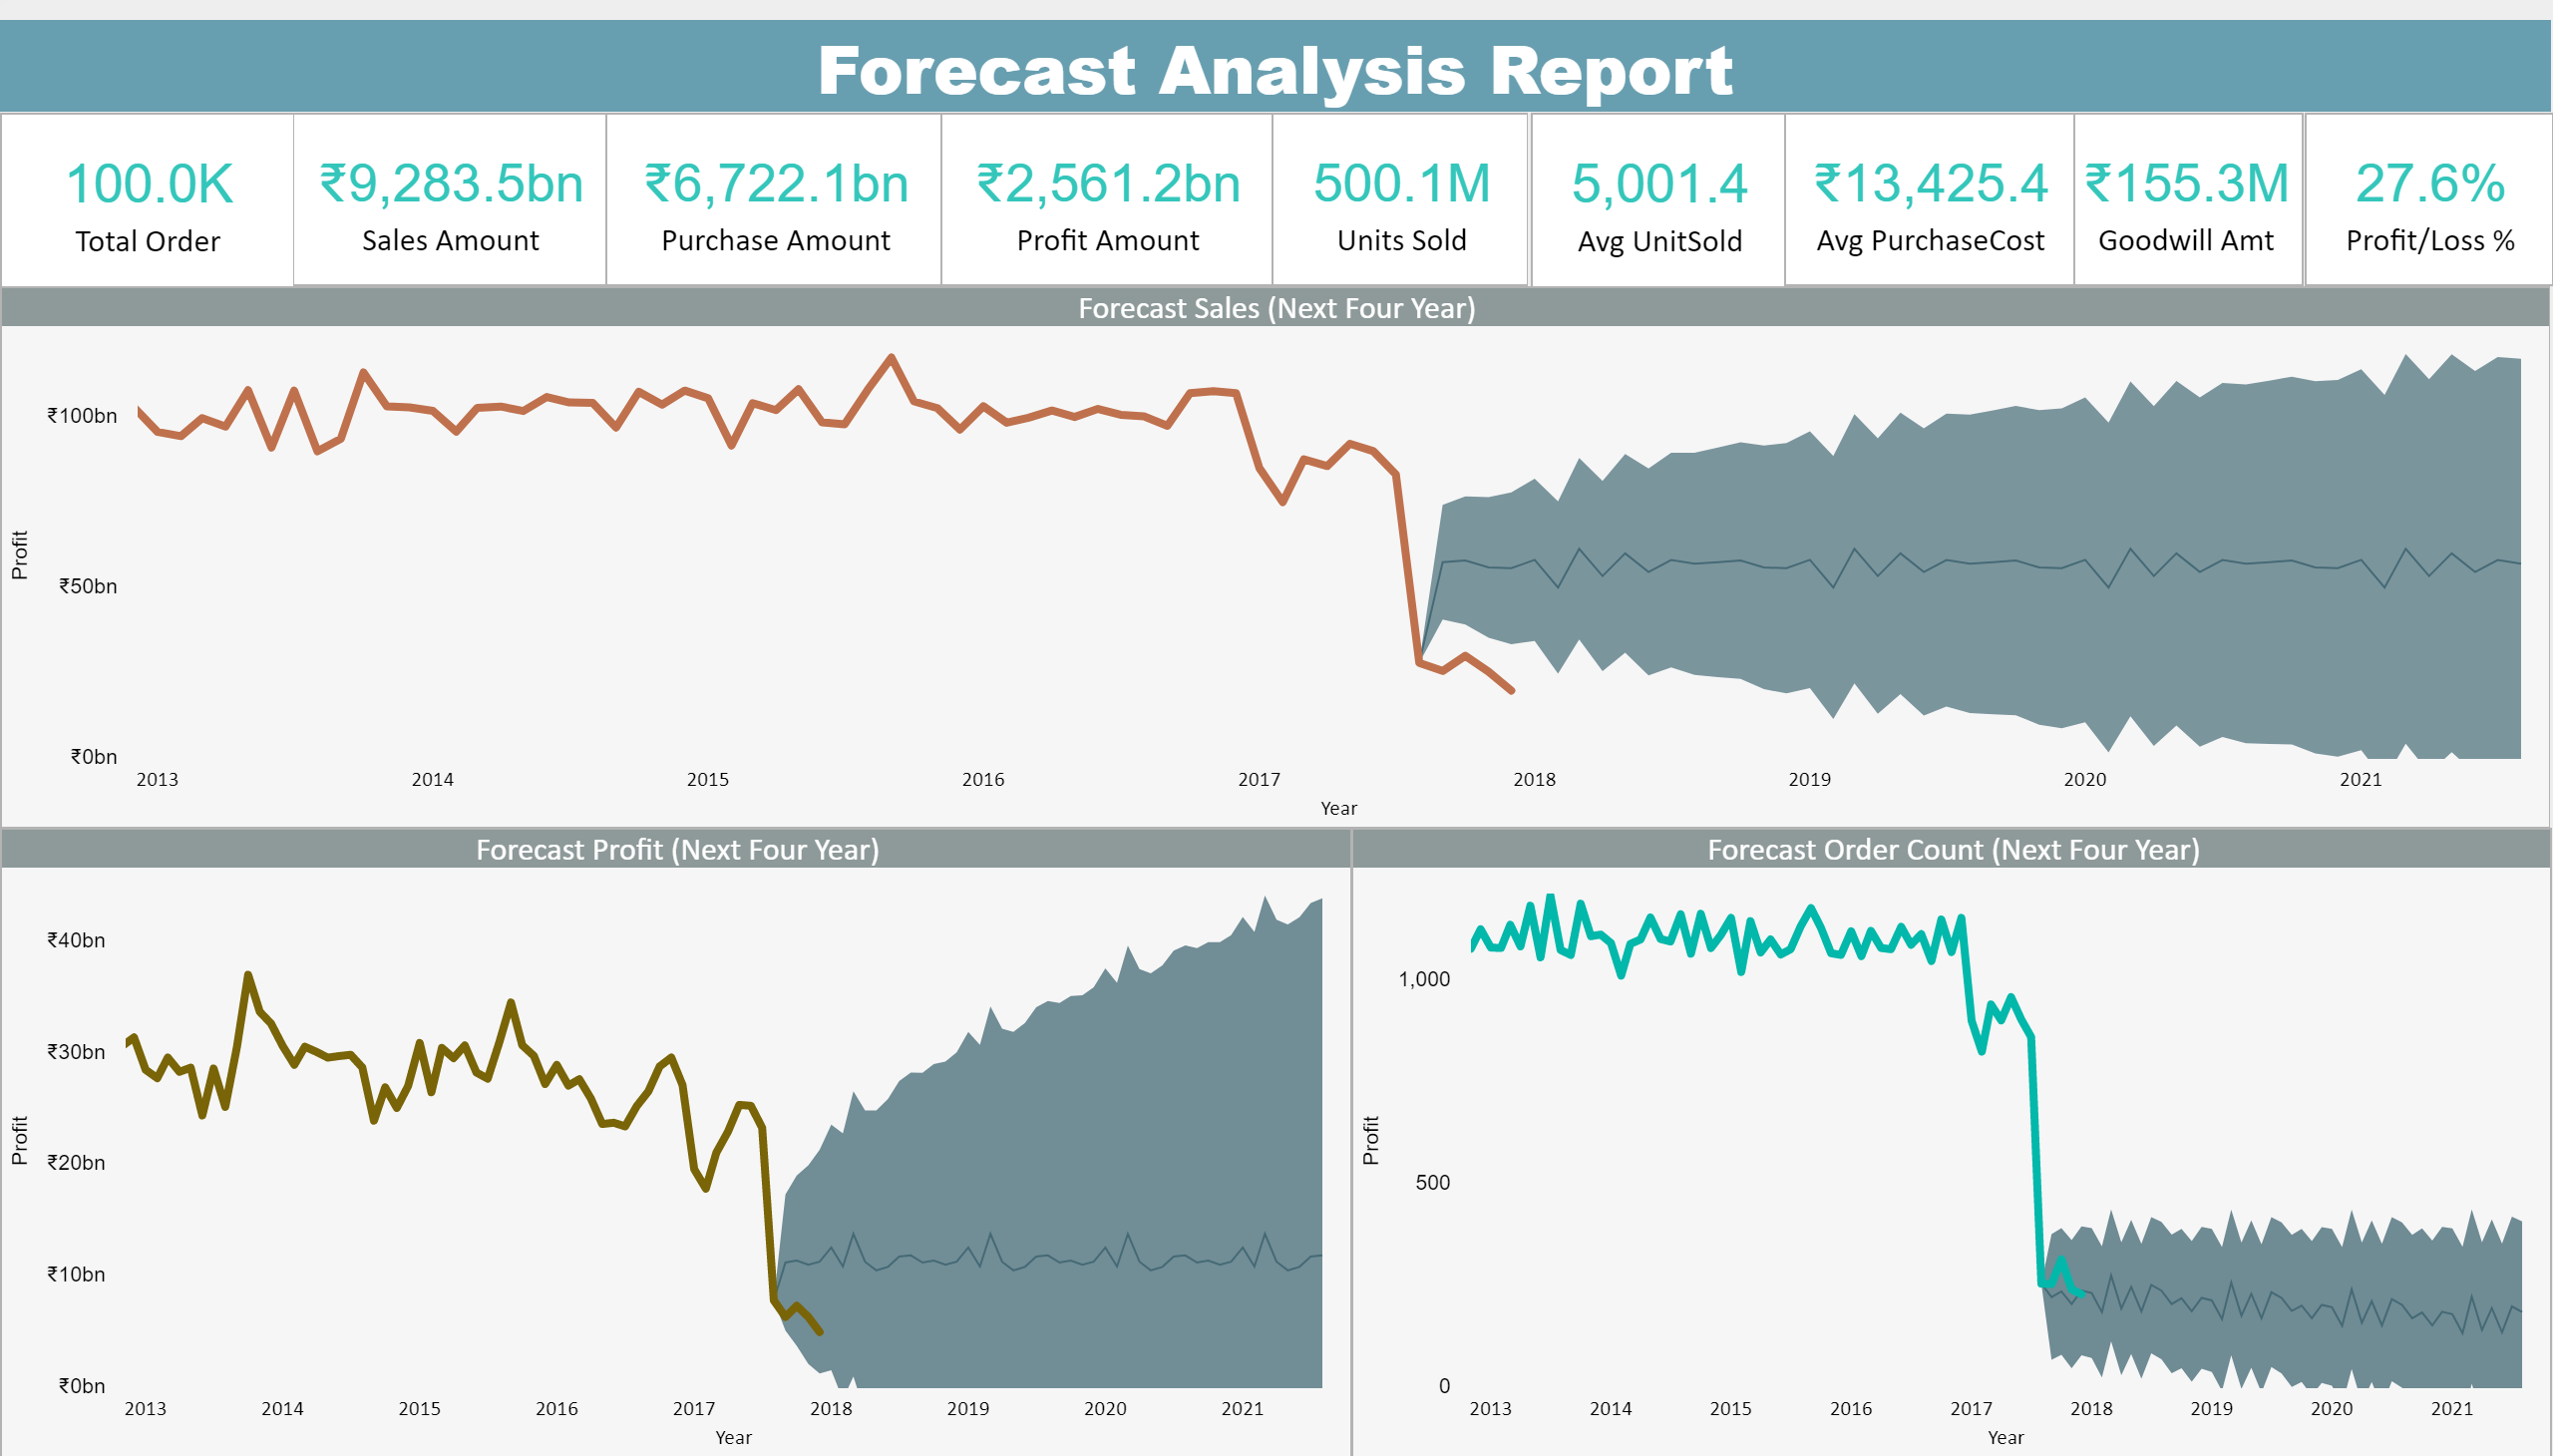 Forecast Analysis Report
100.0K
Total Order
₹9,283.5bn
Sales Amount
₹6,722.1bn
Purchase Amount
₹2,561.2bn
Profit Amount
500.1M
Units Sold
5,001.4
Avg UnitSold
₹13,425.4
Avg PurchaseCost
₹155.3M
Goodwill Amt
27.6%
Profit/Loss %
Forecast Sales (Next Four Year)
Profit
₹100bn
₹50bn
₹0bn
2013 2014 2015 2016 2017 2018 2019 2020 2021
Year
Forecast Profit (Next Four Year)
Profit
₹40bn
₹30bn
₹20bn
₹10bn
₹0bn
2013 2014 2015 2016 2017 2018 2019 2020 2021
Year
Forecast Order Count (Next Four Year)
Profit
1,000
500
0
2013 2014 2015 2016 2017 2018 2019 2020 2021
Year